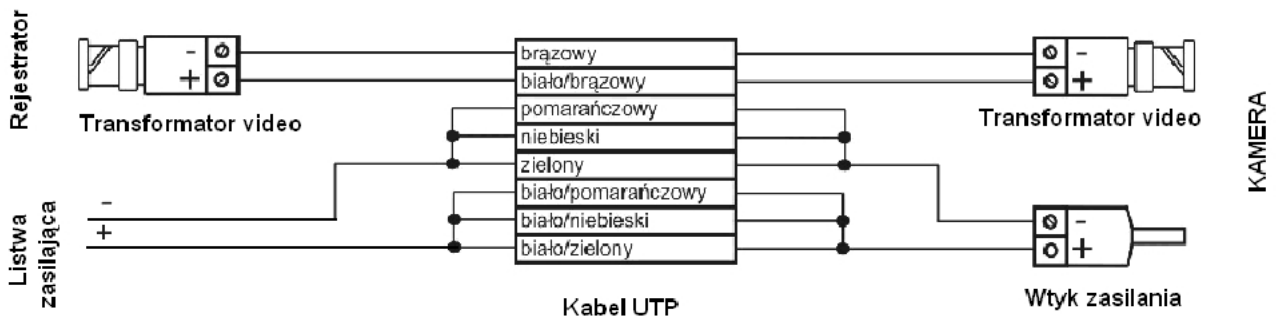 Rejestrator
-
+
Transformator video
brązowy
biało/brązowy
pomarańczowy
niebieski
zielony
biało/pomarańczowy
biało/niebieski
biało/zielony
-
+
Transformator video
KAMERA
Listwa
zasilająca
-
+
Kabel UTP
-
+
Wtyk zasilania